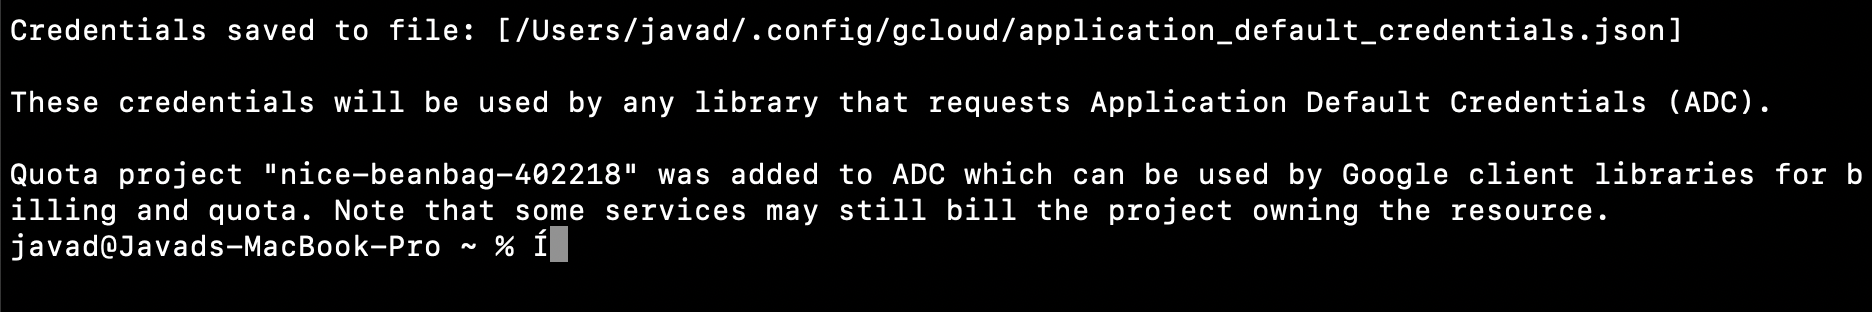 Credentials saved to file: [/Users/javad/.config/gcloud/application_default_credentials.json]
These credentials will be used by any library that requests Application Default Credentials (ADC).
Quota project "nice-beanbag-402218" was added to ADC which can be used by Google client libraries for b
illing and quota. Note that some services may still bill the project owning the resource.
javad@Javads-MacBook-Pro ~ % Í